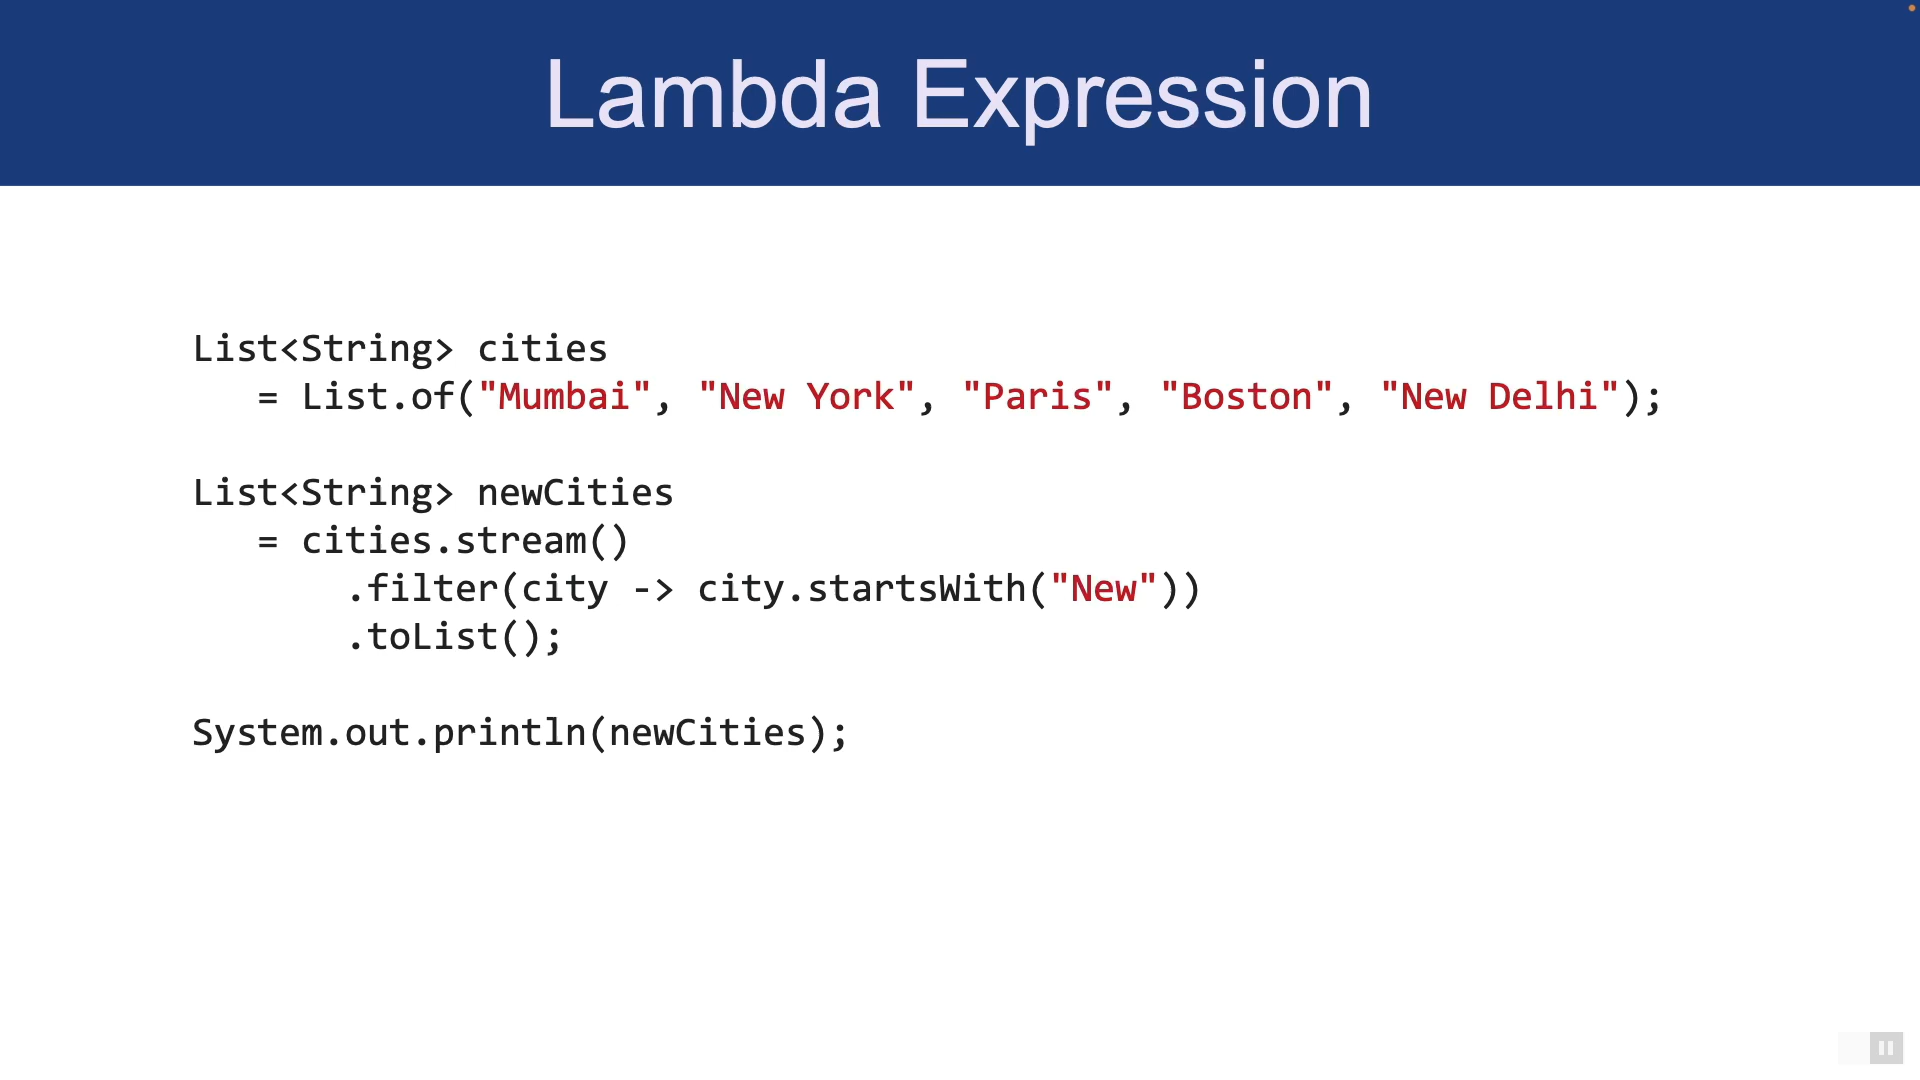 Lambda Expression
List<String> cities
= List.of("Mumbai", "New York", "Paris", "Boston", "New Delhi");
List<String> newCities
= cities.stream()
.filter(city -> city.startsWith("New"))
.toList();
System.out.println(newCities);